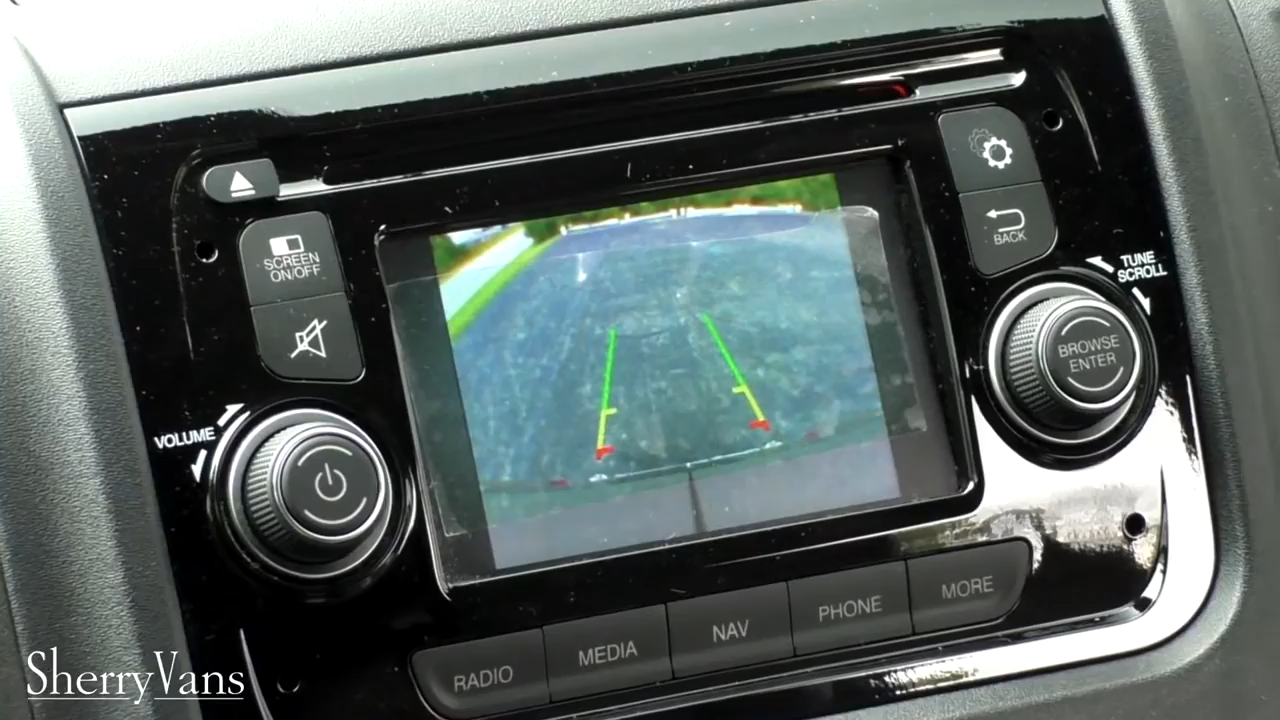 SCREEN
ON/OFF
BACK
TUNE
SCROLL
BROWSE
ENTER
VOLUME
RADIO
MEDIA
NAV
PHONE
MORE
SherryVans